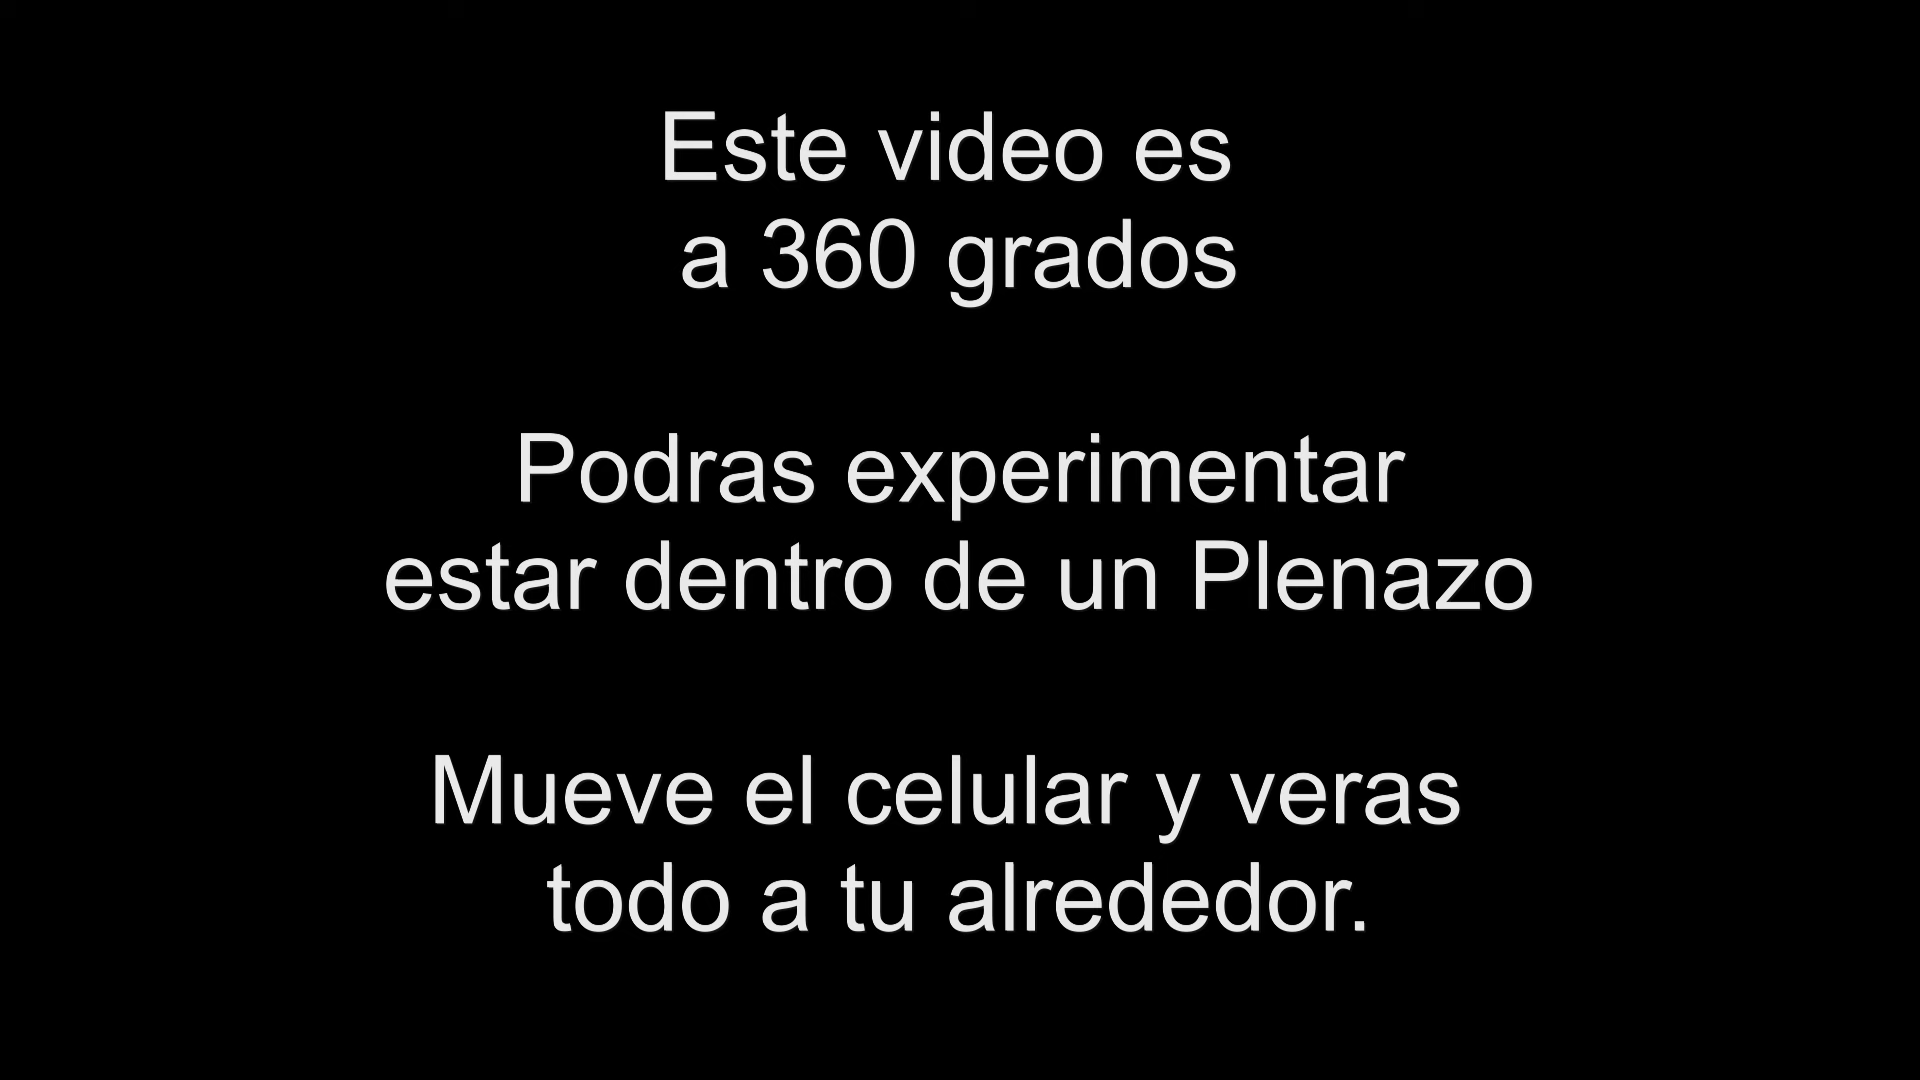 Este video es
a 360 grados
Podras experimentar
estar dentro de un Plenazo
Mueve el celular y veras
todo a tu alrededor.